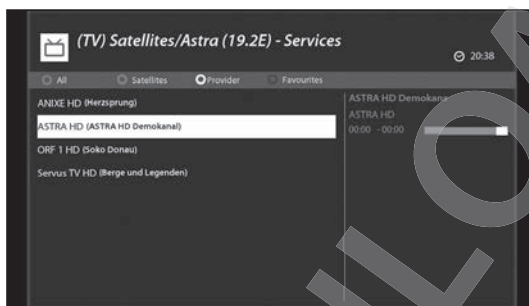 (TV) Satellites/Astra (19.2E) - Services
20:38
All Satellites Provider Favourites
ANIXE HD (Herzsprung)
ASTRA HD (ASTRA HD Demokanal)
ORF 1 HD (Soko Donau)
Servus TV HD (Berge und Legenden)
ASTRA HD Demokana
ASTRA HD
00:00 - 00:00